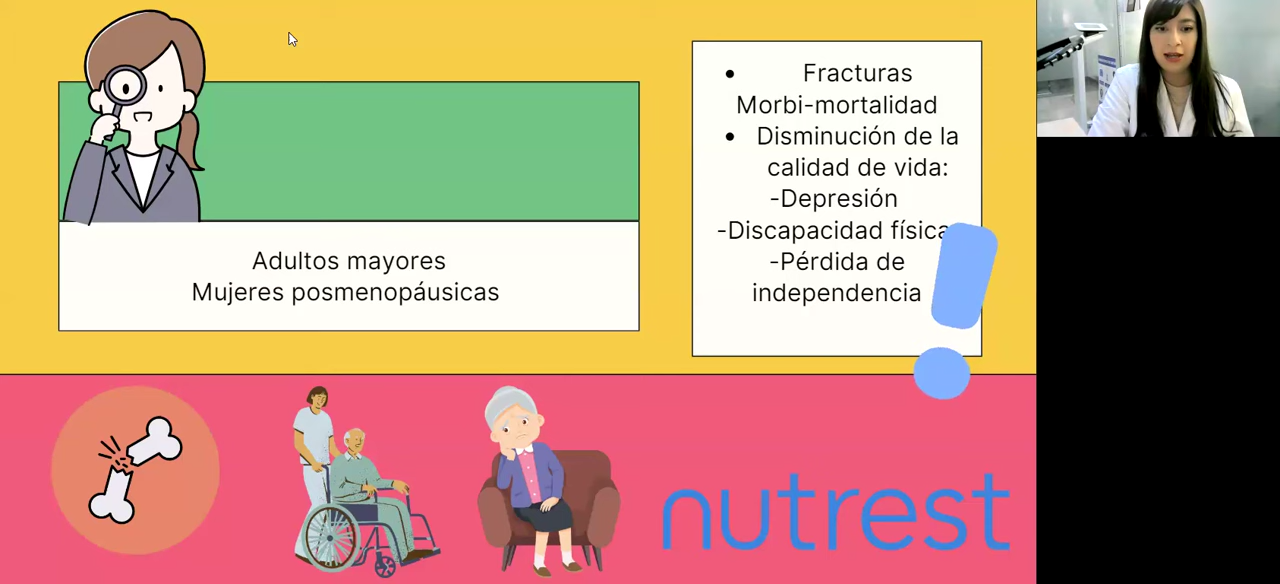 Adultos mayores
Mujeres posmenopáusicas
• Fracturas
Morbi-mortalidad
• Disminución de la
calidad de vida:
-Depresión
-Discapacidad física
-Pérdida de
independencia
nutrest